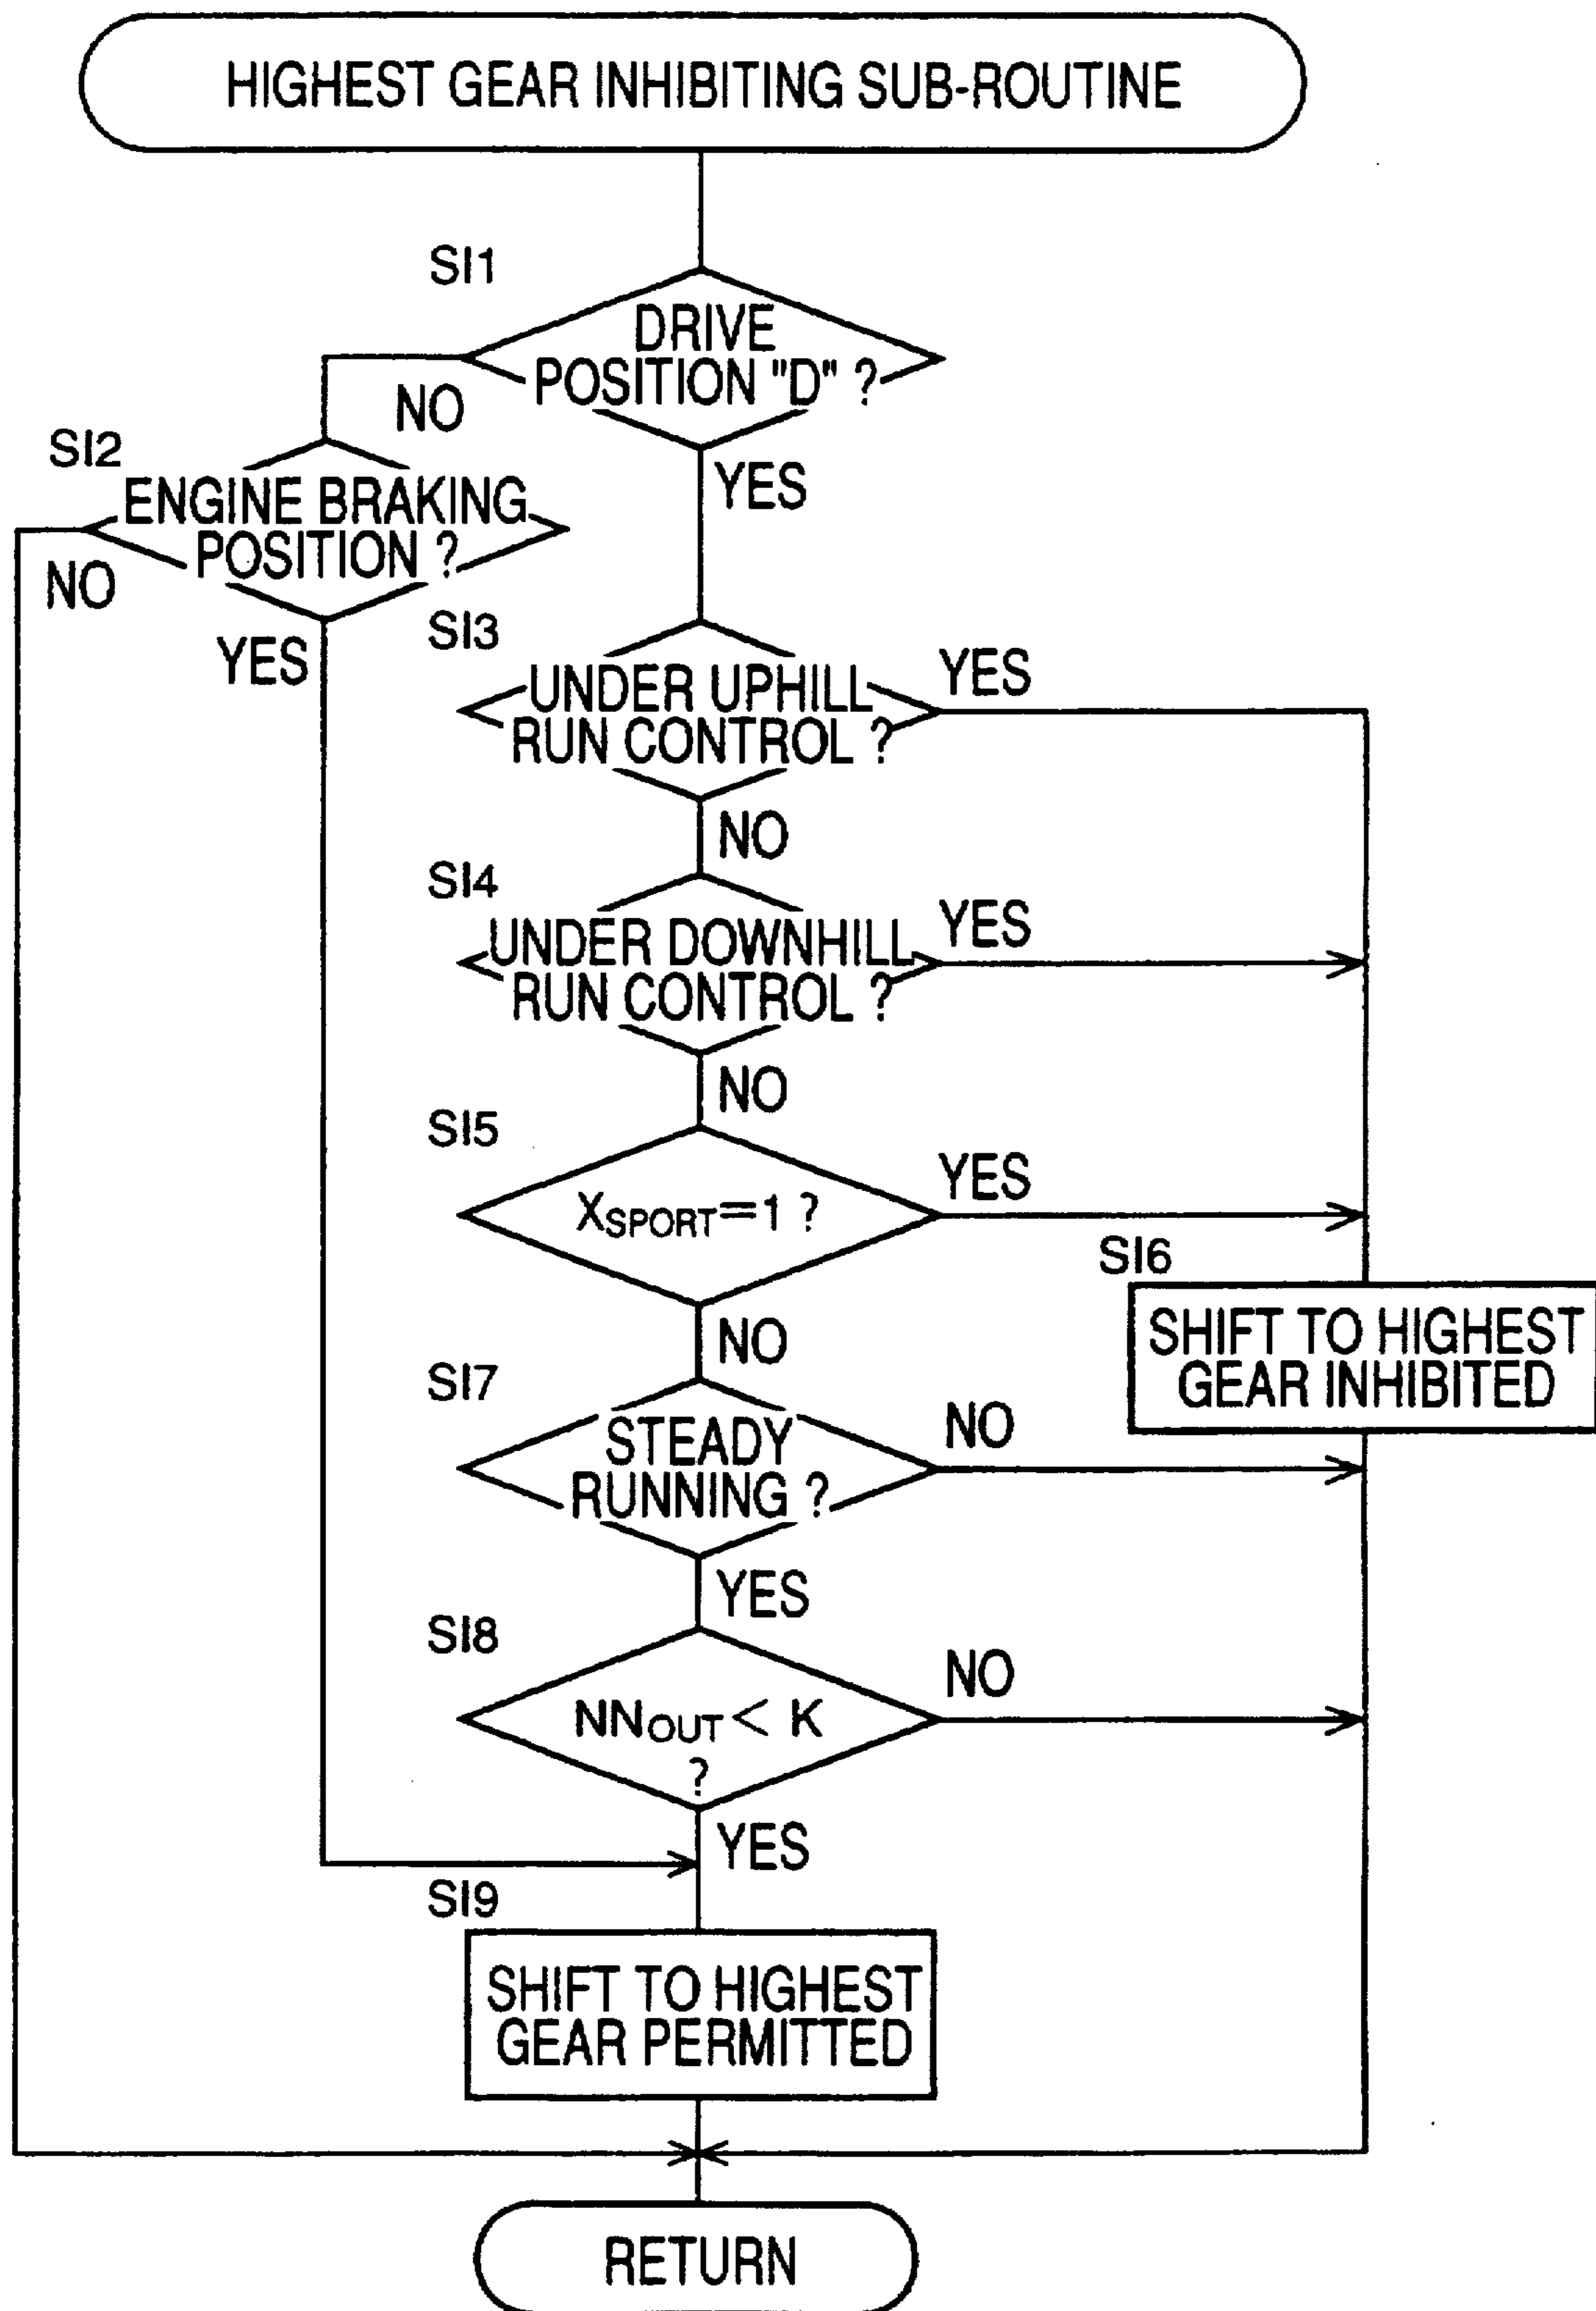 HIGHEST GEAR INHIBITING SUB-ROUTINE
SI1
DRIVE
POSITION "D" ?
NO
YES
SI2
ENGINE BRAKING
POSITION ?
NO
YES
SI3
UNDER UPHILL
RUN CONTROL ?
YES
NO
SI4
UNDER DOWNHILL
RUN CONTROL ?
YES
NO
SI5
XSPORT=1 ?
YES
NO
SI6
SHIFT TO HIGHEST
GEAR INHIBITED
SI7
STEADY
RUNNING ?
NO
YES
SI8
NNOUT < K
?
NO
YES
SI9
SHIFT TO HIGHEST
GEAR PERMITTED
RETURN